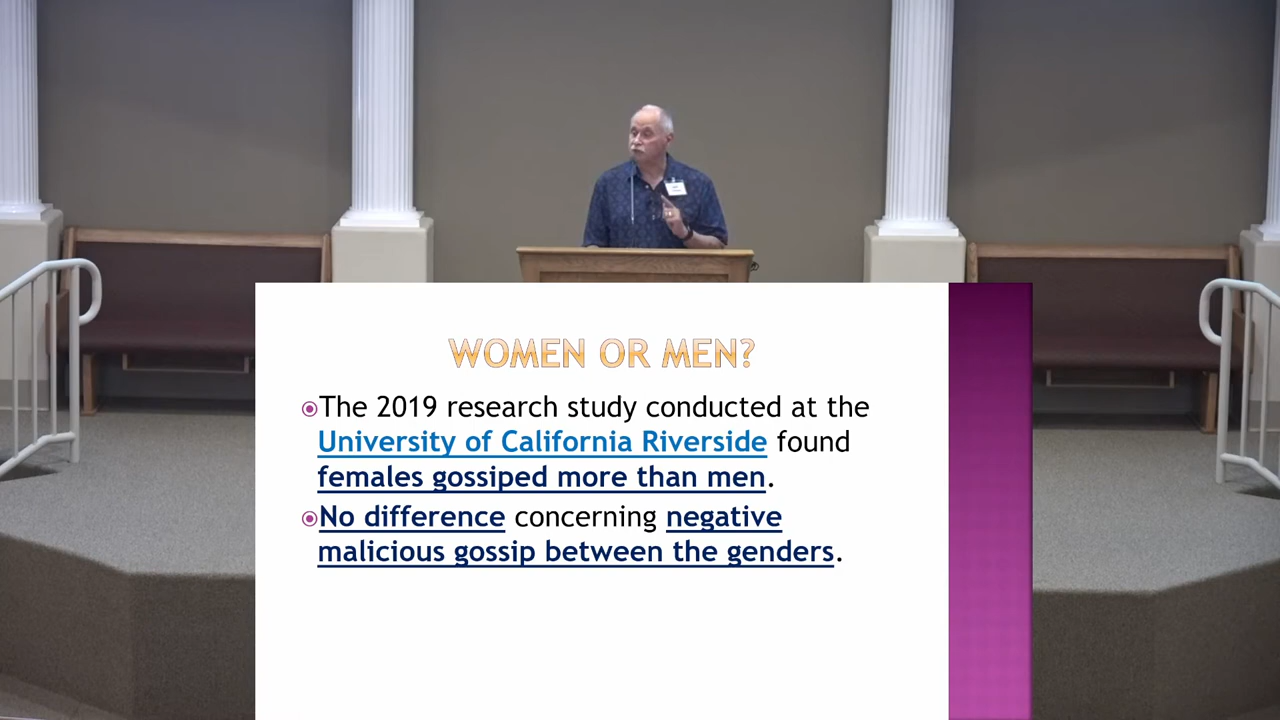 WOMEN OR MEN?
The 2019 research study conducted at the
University of California Riverside found
females gossiped more than men.
No difference concerning negative
malicious gossip between the genders.